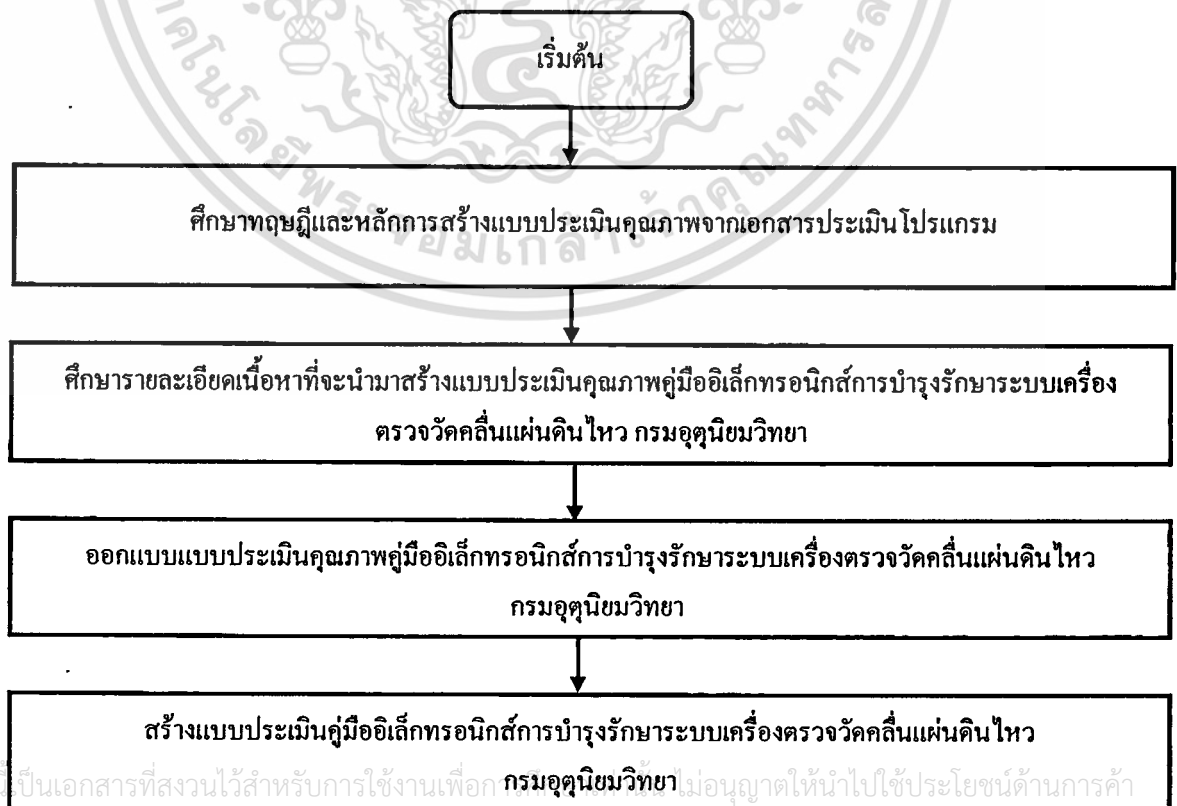 เริ่มต้น
ศึกษาทฤษฎีและหลักการสร้างแบบประเมินคุณภาพจากเอกสารประเมินโปรแกรม
ศึกษารายละเอียดเนื้อหาที่จะนำมาสร้างแบบประเมินคุณภาพคู่มืออิเล็กทรอนิกส์การบำรุงรักษาระบบเครื่อง
ตรวจวัดคลื่นแผ่นดินไหว กรมอุตุนิยมวิทยา
ออกแบบแบบประเมินคุณภาพคู่มืออิเล็กทรอนิกส์การบำรุงรักษาระบบเครื่องตรวจวัดคลื่นแผ่นดินไหว
กรมอุตุนิยมวิทยา
สร้างแบบประเมินคู่มืออิเล็กทรอนิกส์การบำรุงรักษาระบบเครื่องตรวจวัดคลื่นแผ่นดินไหว
กรมอุตุนิยมวิทยา
เป็นเอกสารที่สงวนไว้สำหรับการใช้งานเพื่อ ไม่อนุญาตให้นำไปใช้ประโยชน์ด้านการค้า